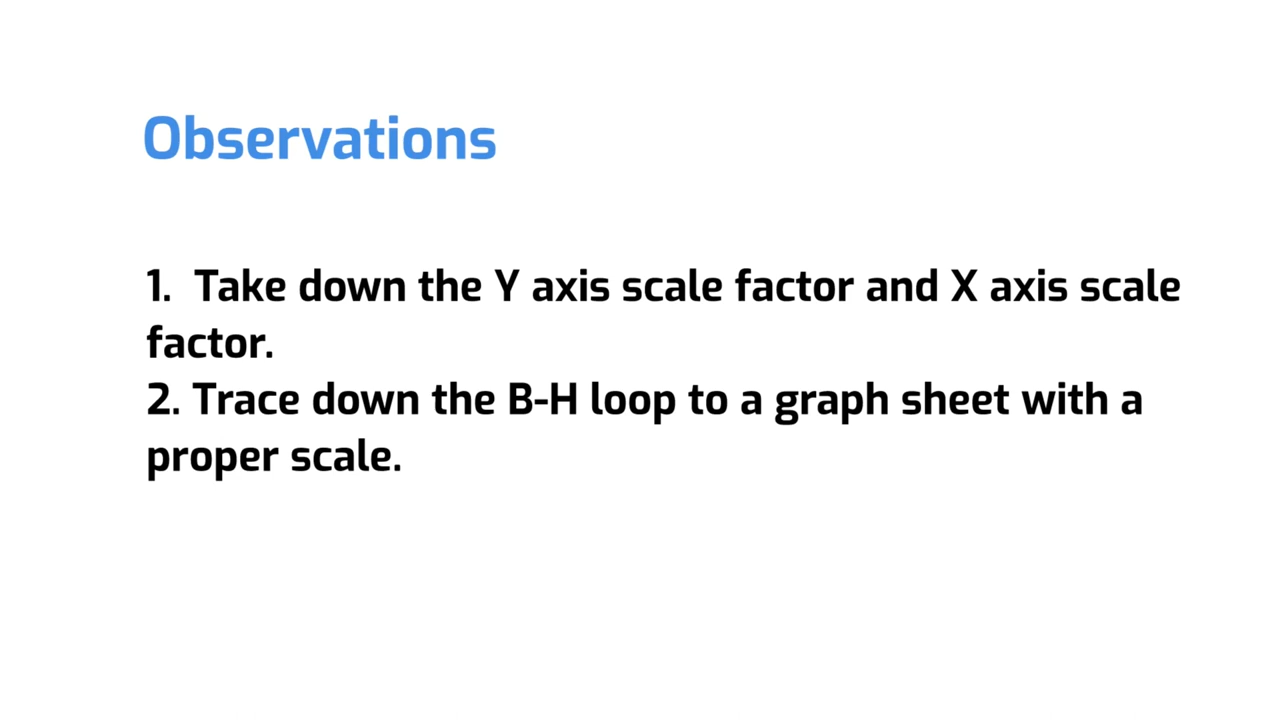 Observations
1. Take down the Y axis scale factor and X axis scale
factor.
2. Trace down the B-H loop to a graph sheet with a
proper scale.